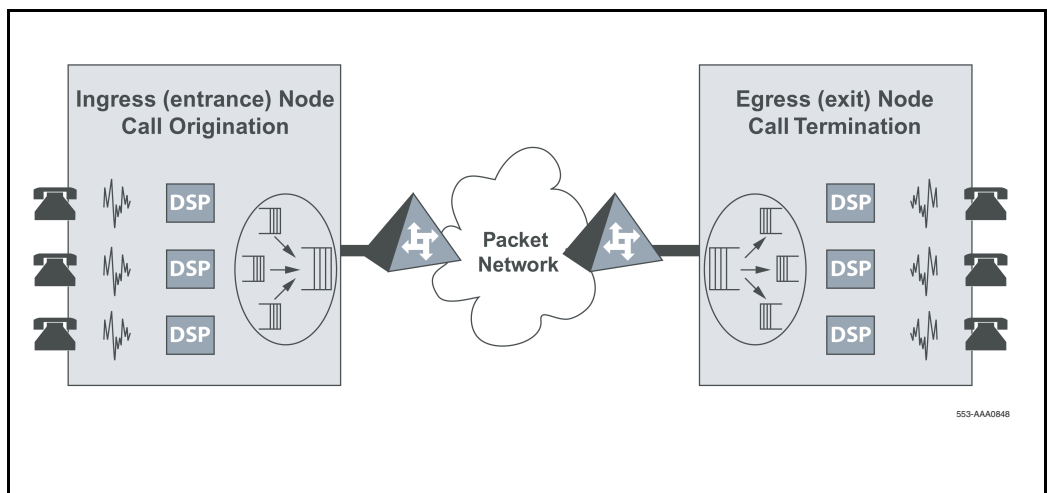 Ingress (entrance) Node
Call Origination
DSP
DSP
DSP
Packet
Network
Egress (exit) Node
Call Termination
DSP
DSP
DSP
553-AAA0848